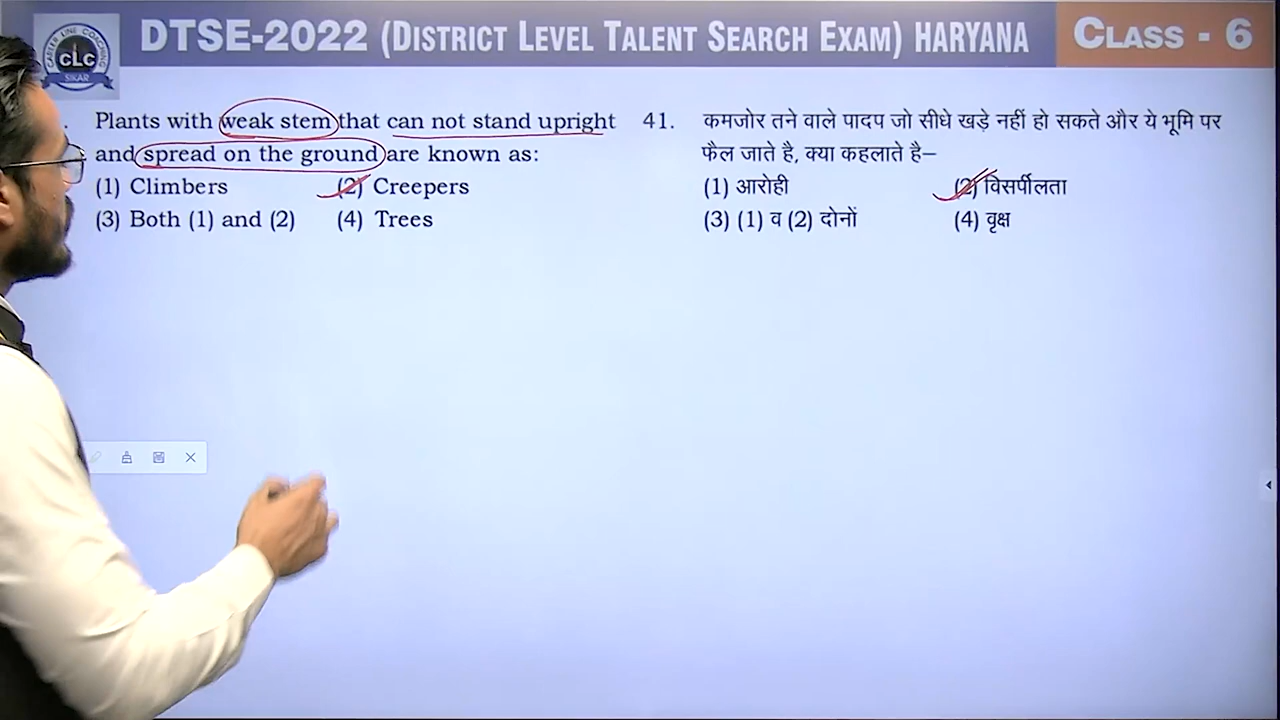 CAREER LINE COACHING
CLC
SIKAR
DTSE-2022 (DISTRICT LEVEL TALENT SEARCH EXAM) HARYANA
CLASS - 6
Plants with weak stem that can not stand upright
and spread on the ground are known as:
(1) Climbers (2) Creepers
(3) Both (1) and (2) (4) Trees
41. कमजोर तने वाले पादप जो सीधे खड़े नहीं हो सकते और ये भूमि पर
फैल जाते है, क्या कहलाते है–
(1) आरोही (2) विसर्पीलता
(3) (1) व (2) दोनों (4) वृक्ष